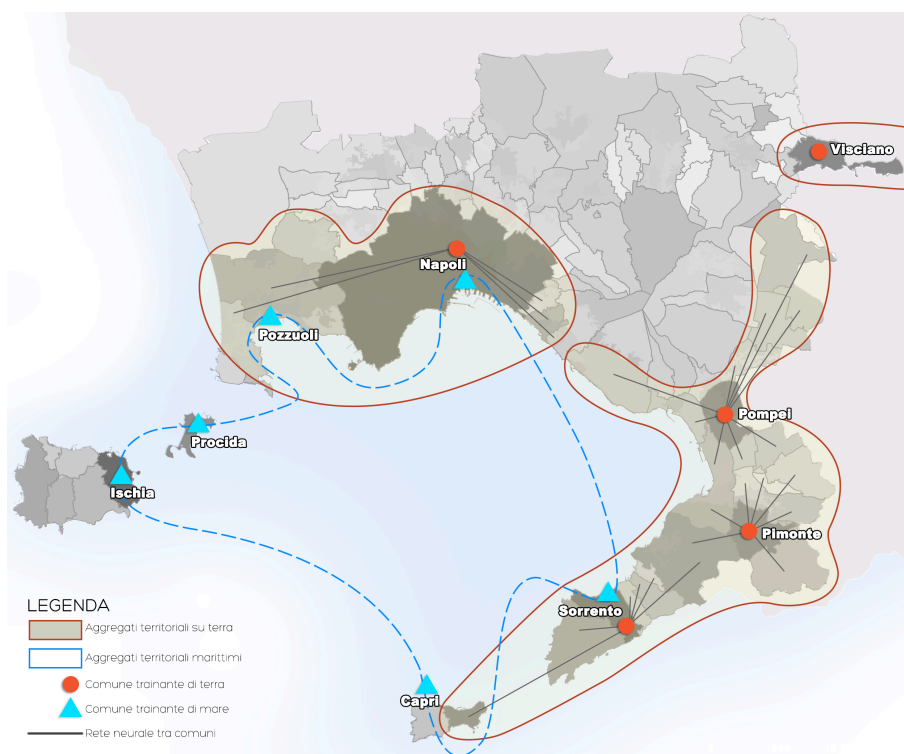 Visciano
Napoli
Pozzuoli
Pompei
Procida
Ischia
Pimonte
Sorrento
Capri
LEGENDA
Aggregati territoriali su terra
Aggregati territoriali marittimi
Comune trainante di terra
Comune trainante di mare
Rete neurale tra comuni